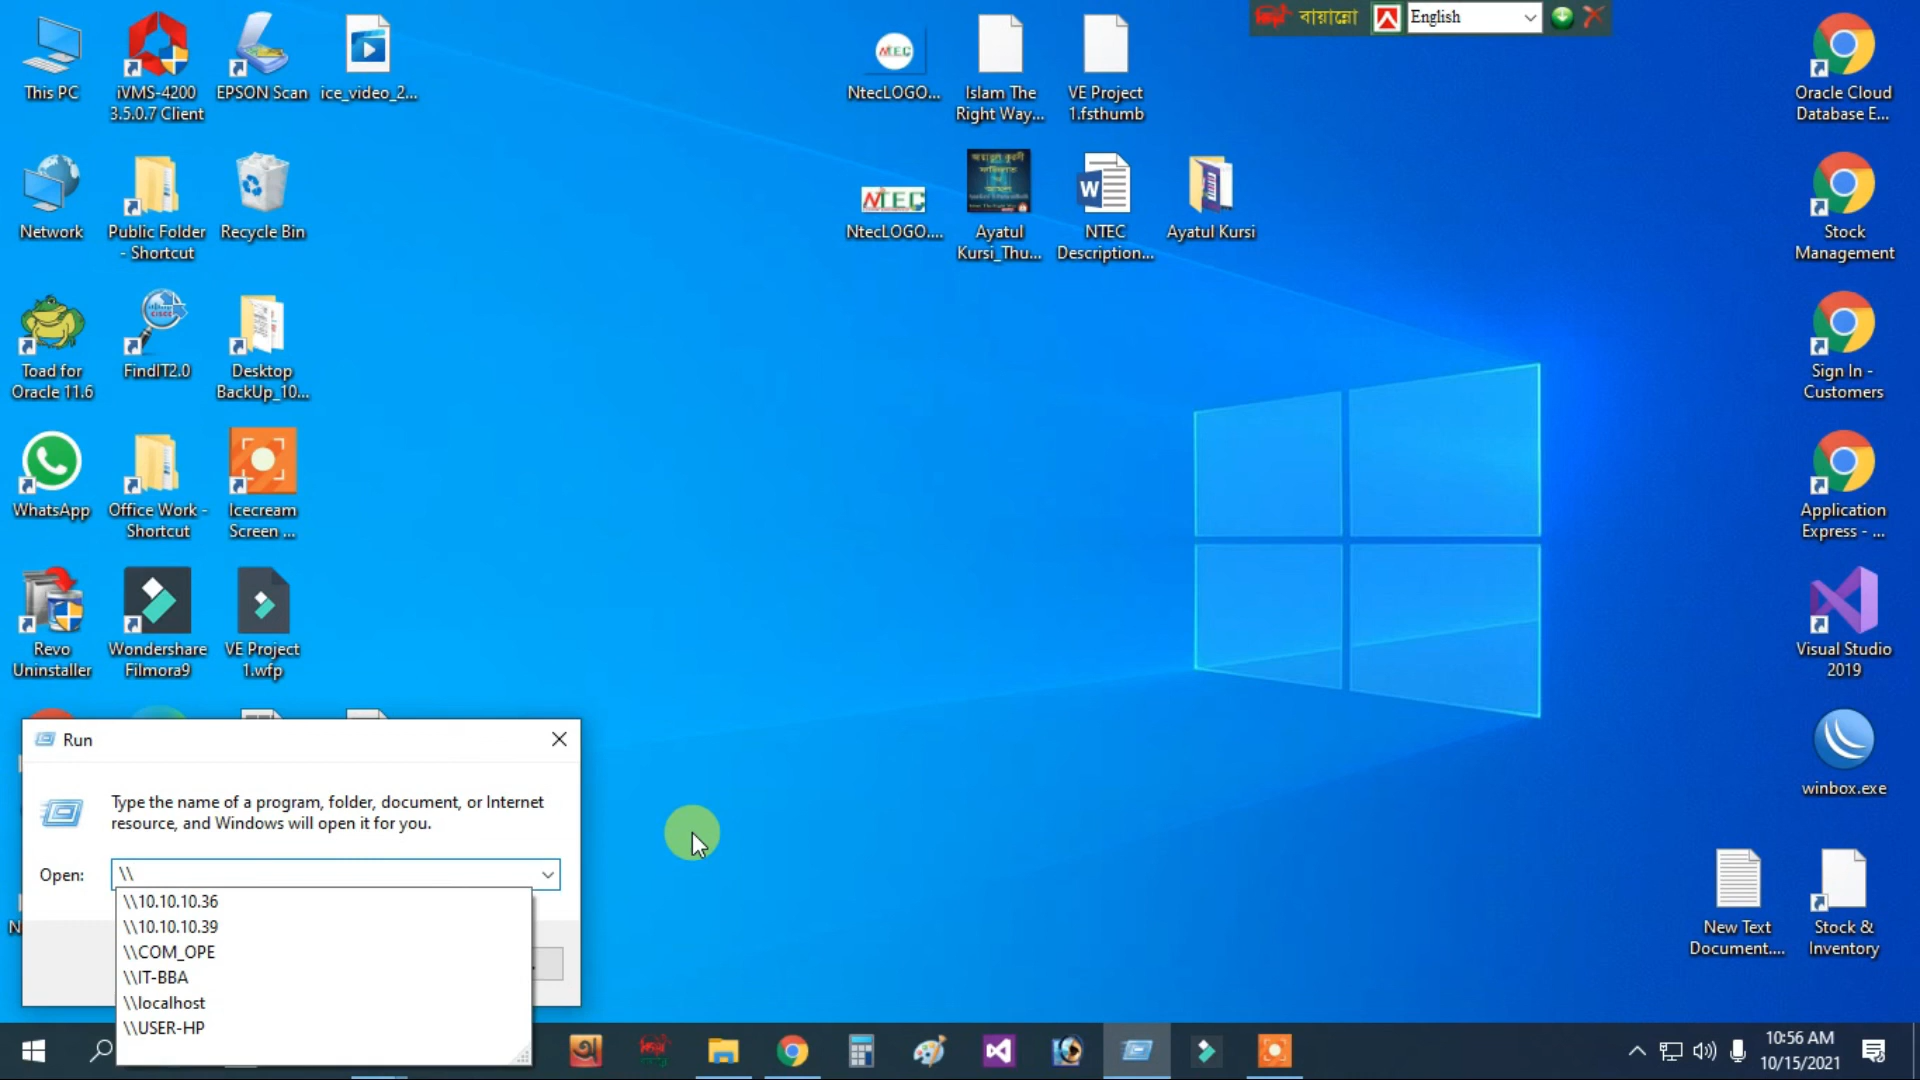 বায়ান্নো
English
This PC
iVMS-4200
3.5.0.7 Client
EPSON Scan
ice_video_2...
NtecLOGO...
Islam The
Right Way...
VE Project
1.fsthumb
Oracle Cloud
Database E...
Network
Public Folder
- Shortcut
Recycle Bin
NTEC
NtecLOGO....
Ayatul
Kursi_Thu...
NTEC
Description...
Ayatul Kursi
Stock
Management
Toad for
Oracle 11.6
FindIT2.0
Desktop
BackUp_10...
Sign In -
Customers
WhatsApp
Office Work -
Shortcut
Icecream
Screen ...
Application
Express - ...
Revo
Uninstaller
Wondershare
Filmora9
VE Project
1.wfp
Visual Studio
2019
winbox.exe
New Text
Document....
Stock &
Inventory
Run
Type the name of a program, folder, document, or Internet
resource, and Windows will open it for you.
Open:
\\
\\10.10.10.36
\\10.10.10.39
\\COM_OPE
\\IT-BBA
\\localhost
\\USER-HP
10:56 AM
10/15/2021